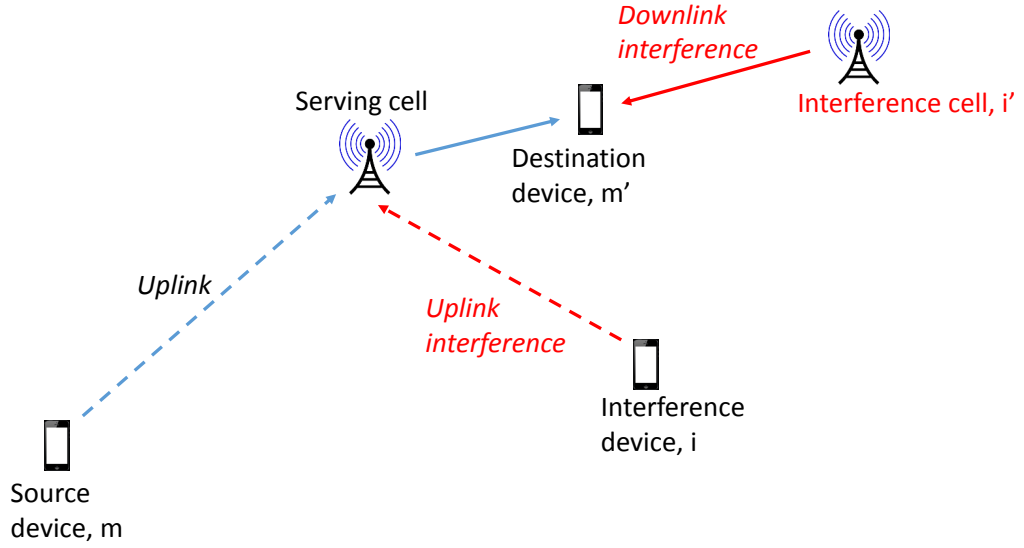 Downlink
interference
Interference cell, i’
Serving cell
Destination
device, m’
Uplink
Uplink
interference
Interference
device, i
Source
device, m